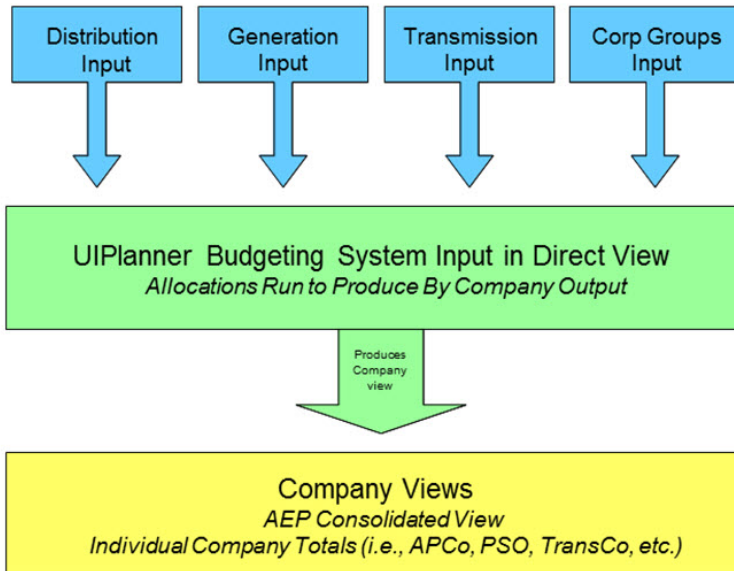 Distribution
Input
Generation
Input
Transmission
Input
Corp Groups
Input
UIPlanner Budgeting System Input in Direct View
Allocations Run to Produce By Company Output
Produces
Company
view
Company Views
AEP Consolidated View
Individual Company Totals (i.e., APCo, PSO, TransCo, etc.)